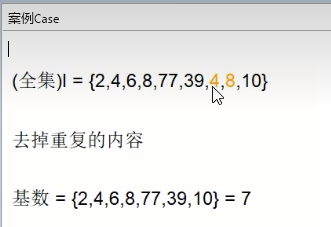 案例Case
(全集)I = {2,4,6,8,77,39,4,8,10}
去掉重复的内容
基数 = {2,4,6,8,77,39,10} = 7